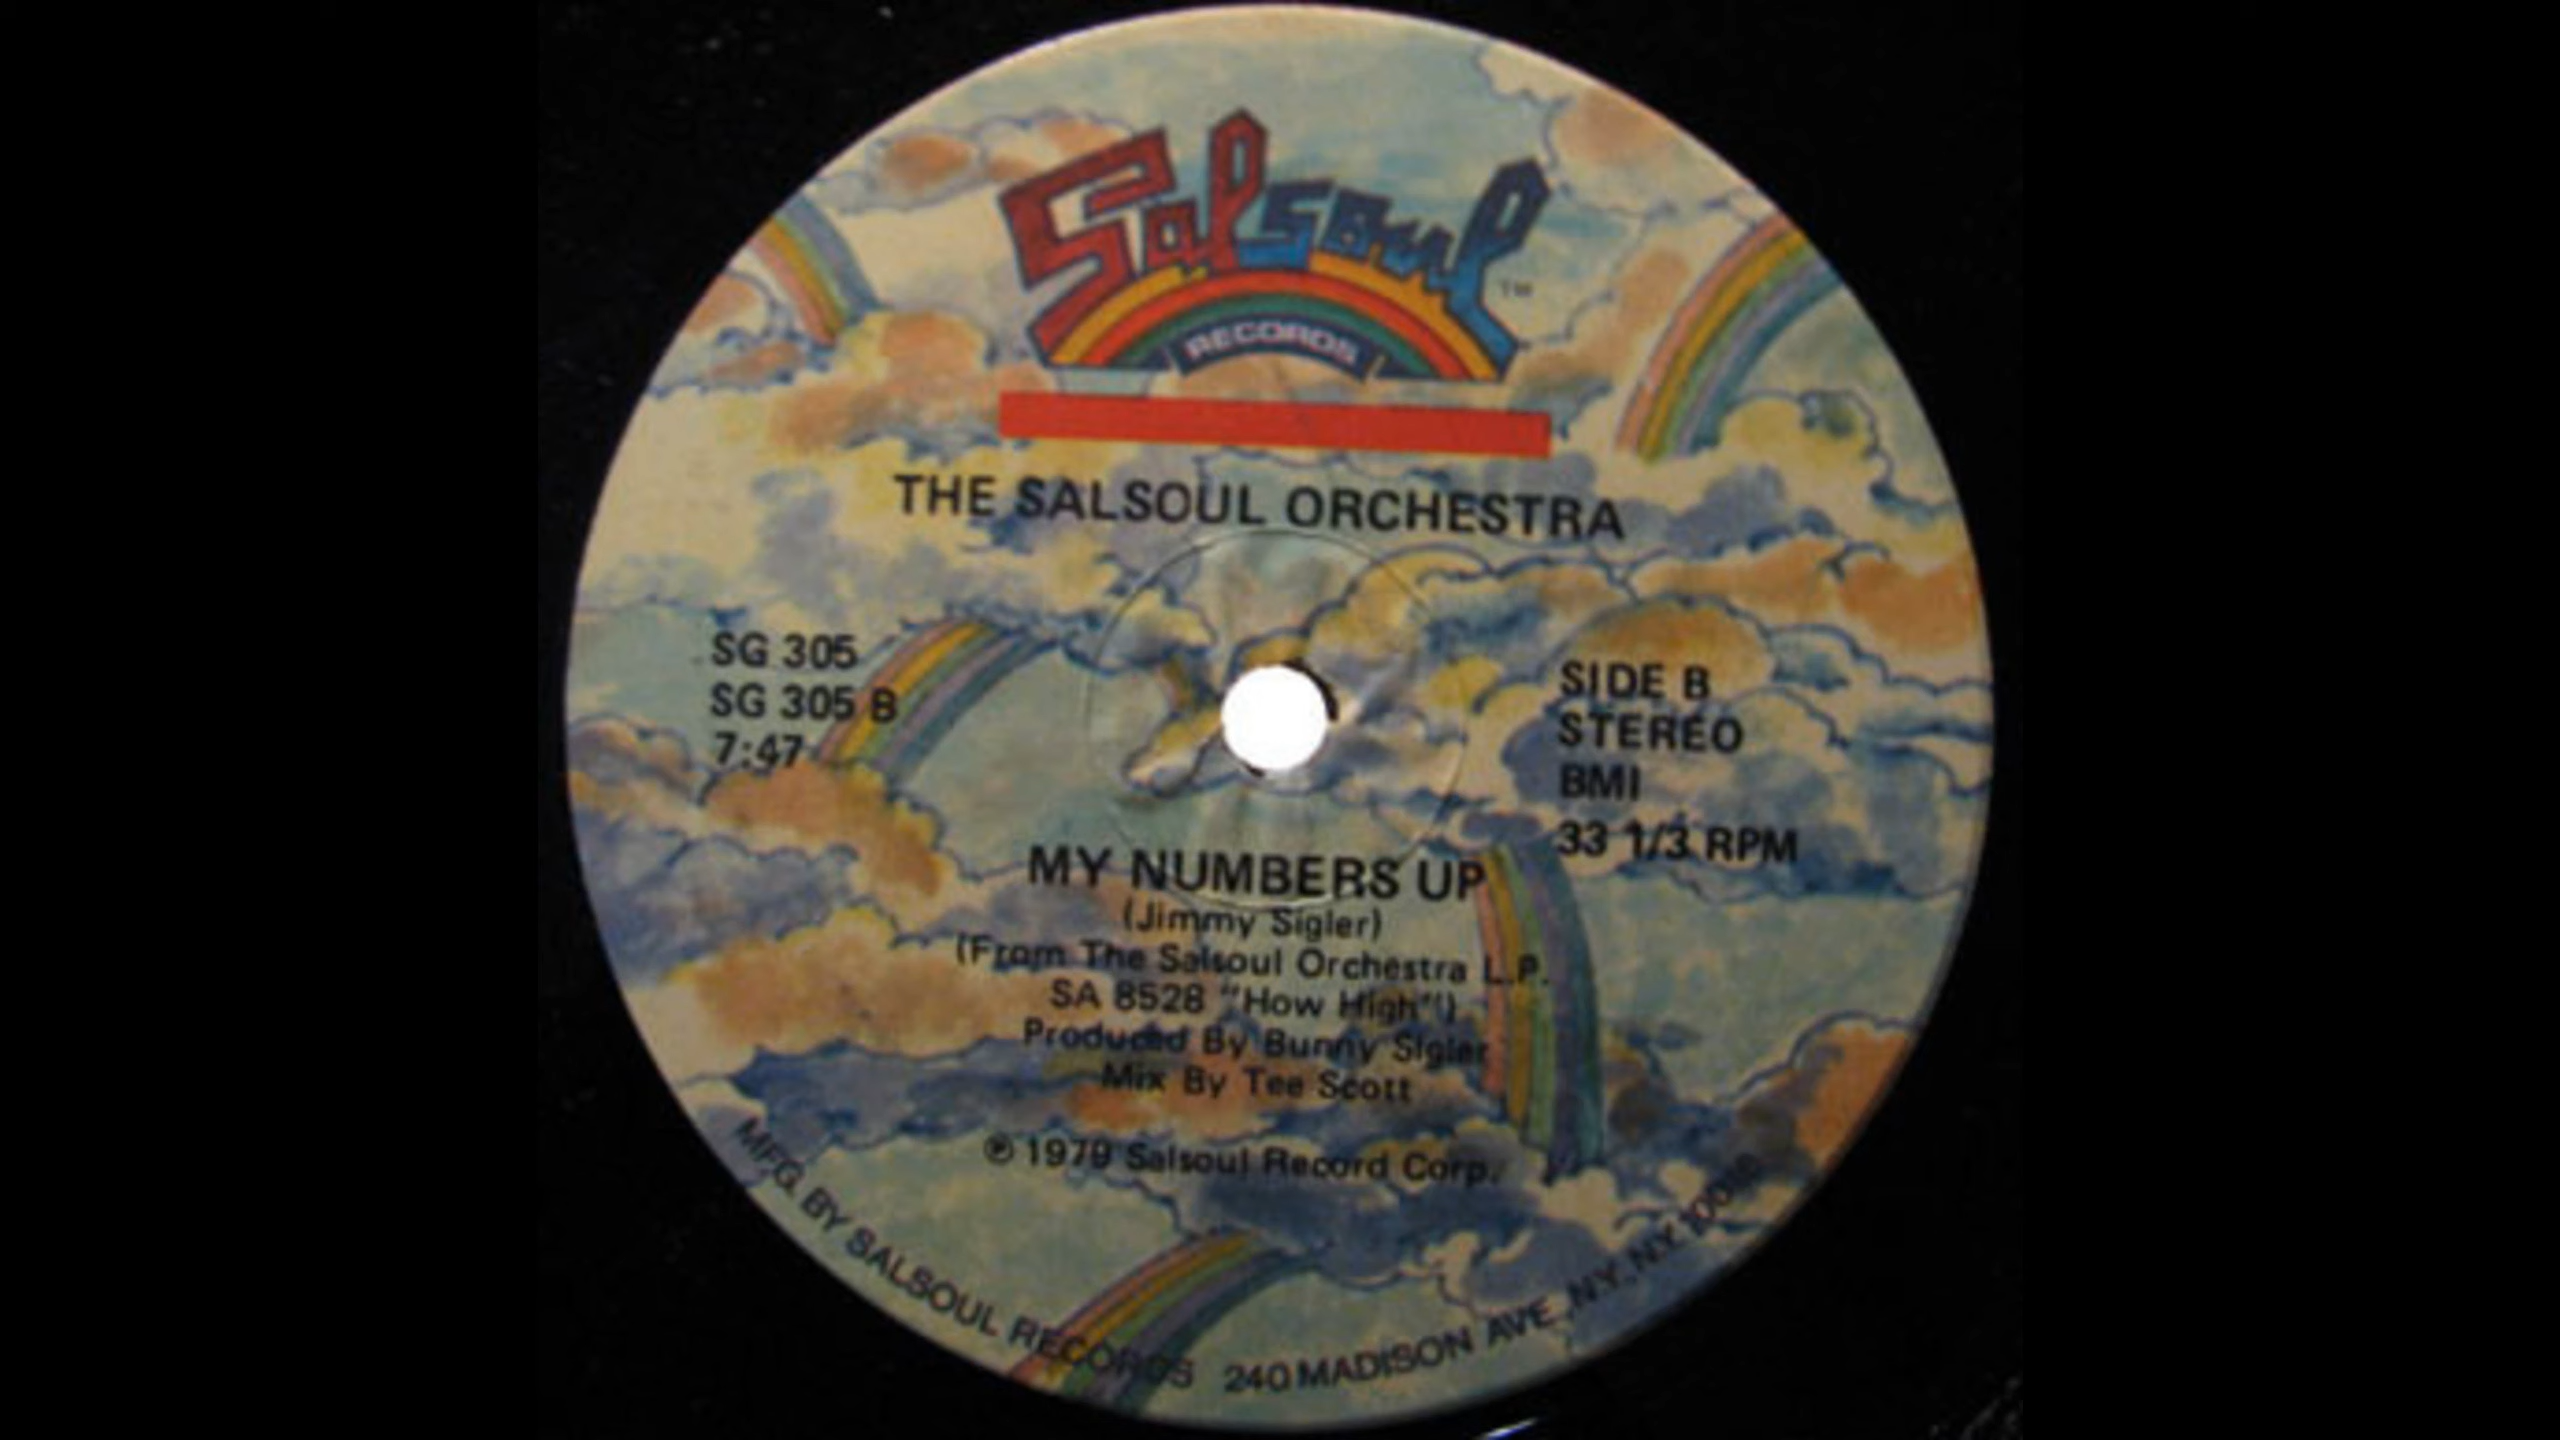 Salsoul
TM
RECORDS
THE SALSOUL ORCHESTRA
SG 305
SG 305 B
7:47
SIDE B
STEREO
BMI
33 1/3 RPM
MY NUMBERS UP
(Jimmy Sigler)
(From The Salsoul Orchestra L.P.
SA 8528 "How High")
Produced By Bunny Sigler
Mix By Tee Scott
℗ 1979 Salsoul Record Corp.
MFG. BY SALSOUL RECORDS 240 MADISON AVE., N.Y., N.Y.